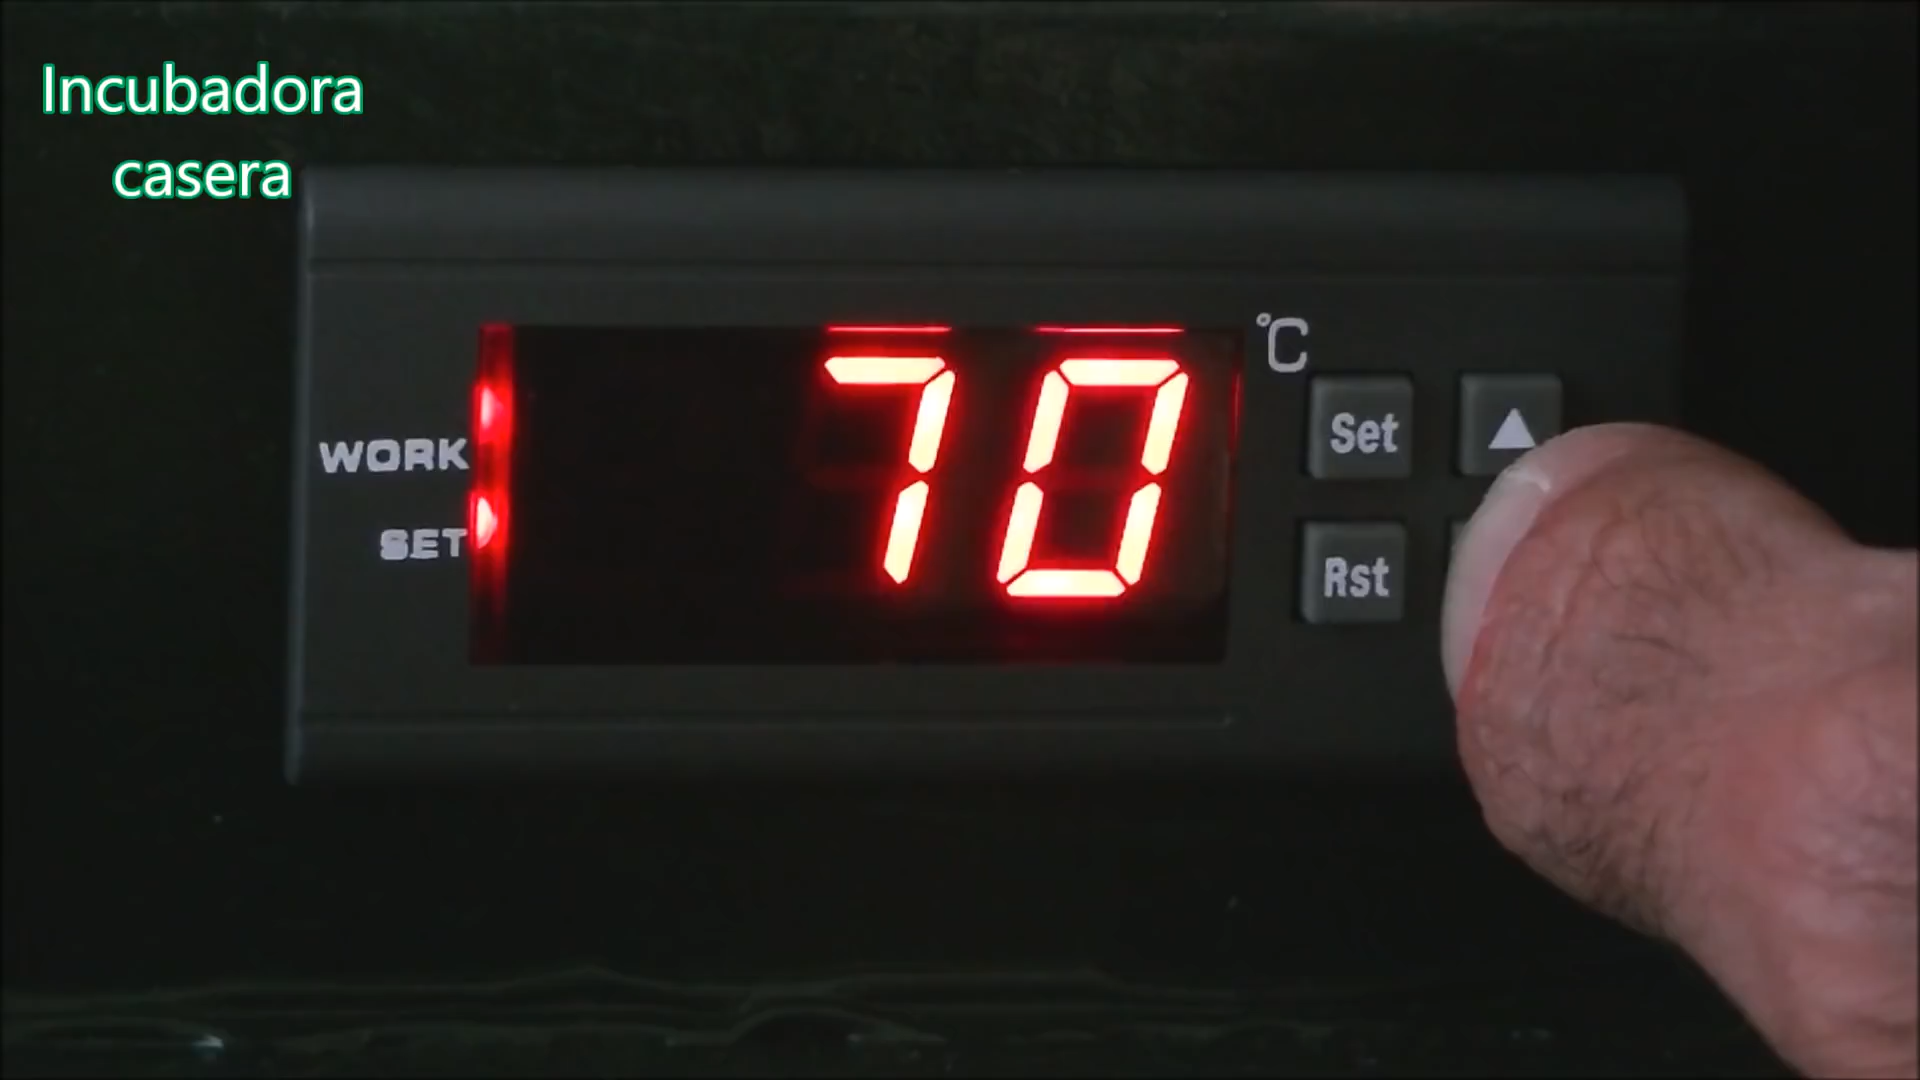 Incubadora
casera
70
°C
WORK
SET
Set
▲
Rst